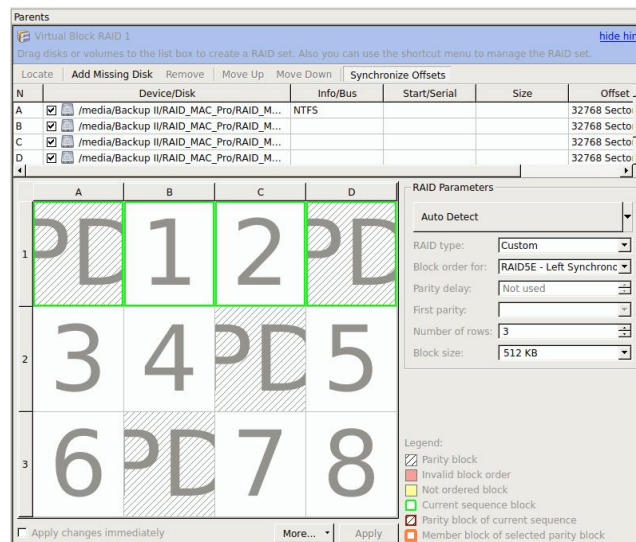 Parents
Virtual Block RAID 1 hide hin
Drag disks or volumes to the list box to create a RAID set. Also you can use the shortcut menu to manage the RAID set.
Locate Add Missing Disk Remove Move Up Move Down Synchronize Offsets
N Device/Disk Info/Bus Start/Serial Size Offset
A /media/Backup II/RAID_MAC_Pro/RAID_M... NTFS 32768 Secto
B /media/Backup II/RAID_MAC_Pro/RAID_M... 32768 Secto
C /media/Backup II/RAID_MAC_Pro/RAID_M... 32768 Secto
D /media/Backup II/RAID_MAC_Pro/RAID_M... 32768 Secto
A B C D
1 PD 1 2 PD
2 3 4 PD 5
3 6 PD 7 8
Apply changes immediately More... Apply
RAID Parameters
Auto Detect
RAID type: Custom
Block order for: RAID5E - Left Synchronc
Parity delay: Not used
First parity:
Number of rows: 3
Block size: 512 KB
Legend:
Parity block
Invalid block order
Not ordered block
Current sequence block
Parity block of current sequence
Member block of selected parity block